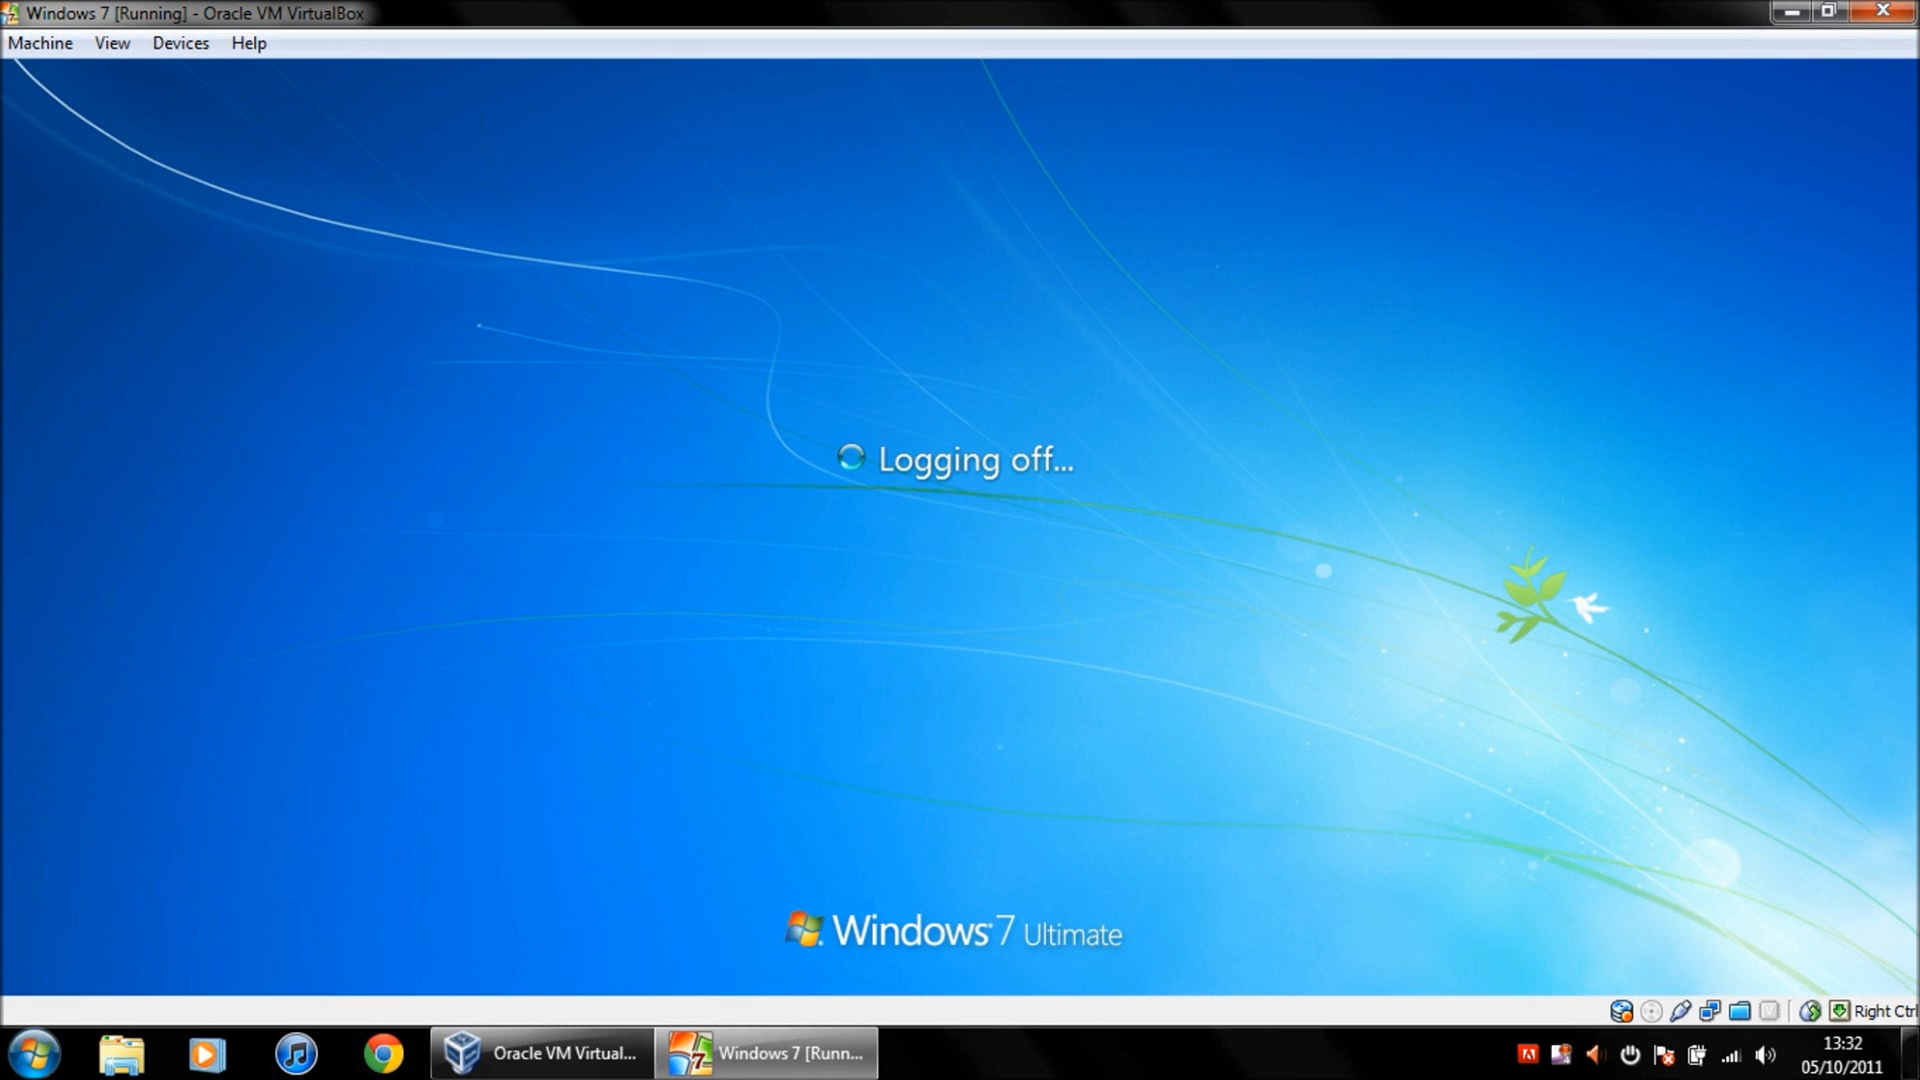 Windows 7 [Running] - Oracle VM VirtualBox
Machine View Devices Help
Logging off...
Windows 7 Ultimate
Right Ctrl
Oracle VM Virtual... Windows 7 [Runn...
13:32
05/10/2011